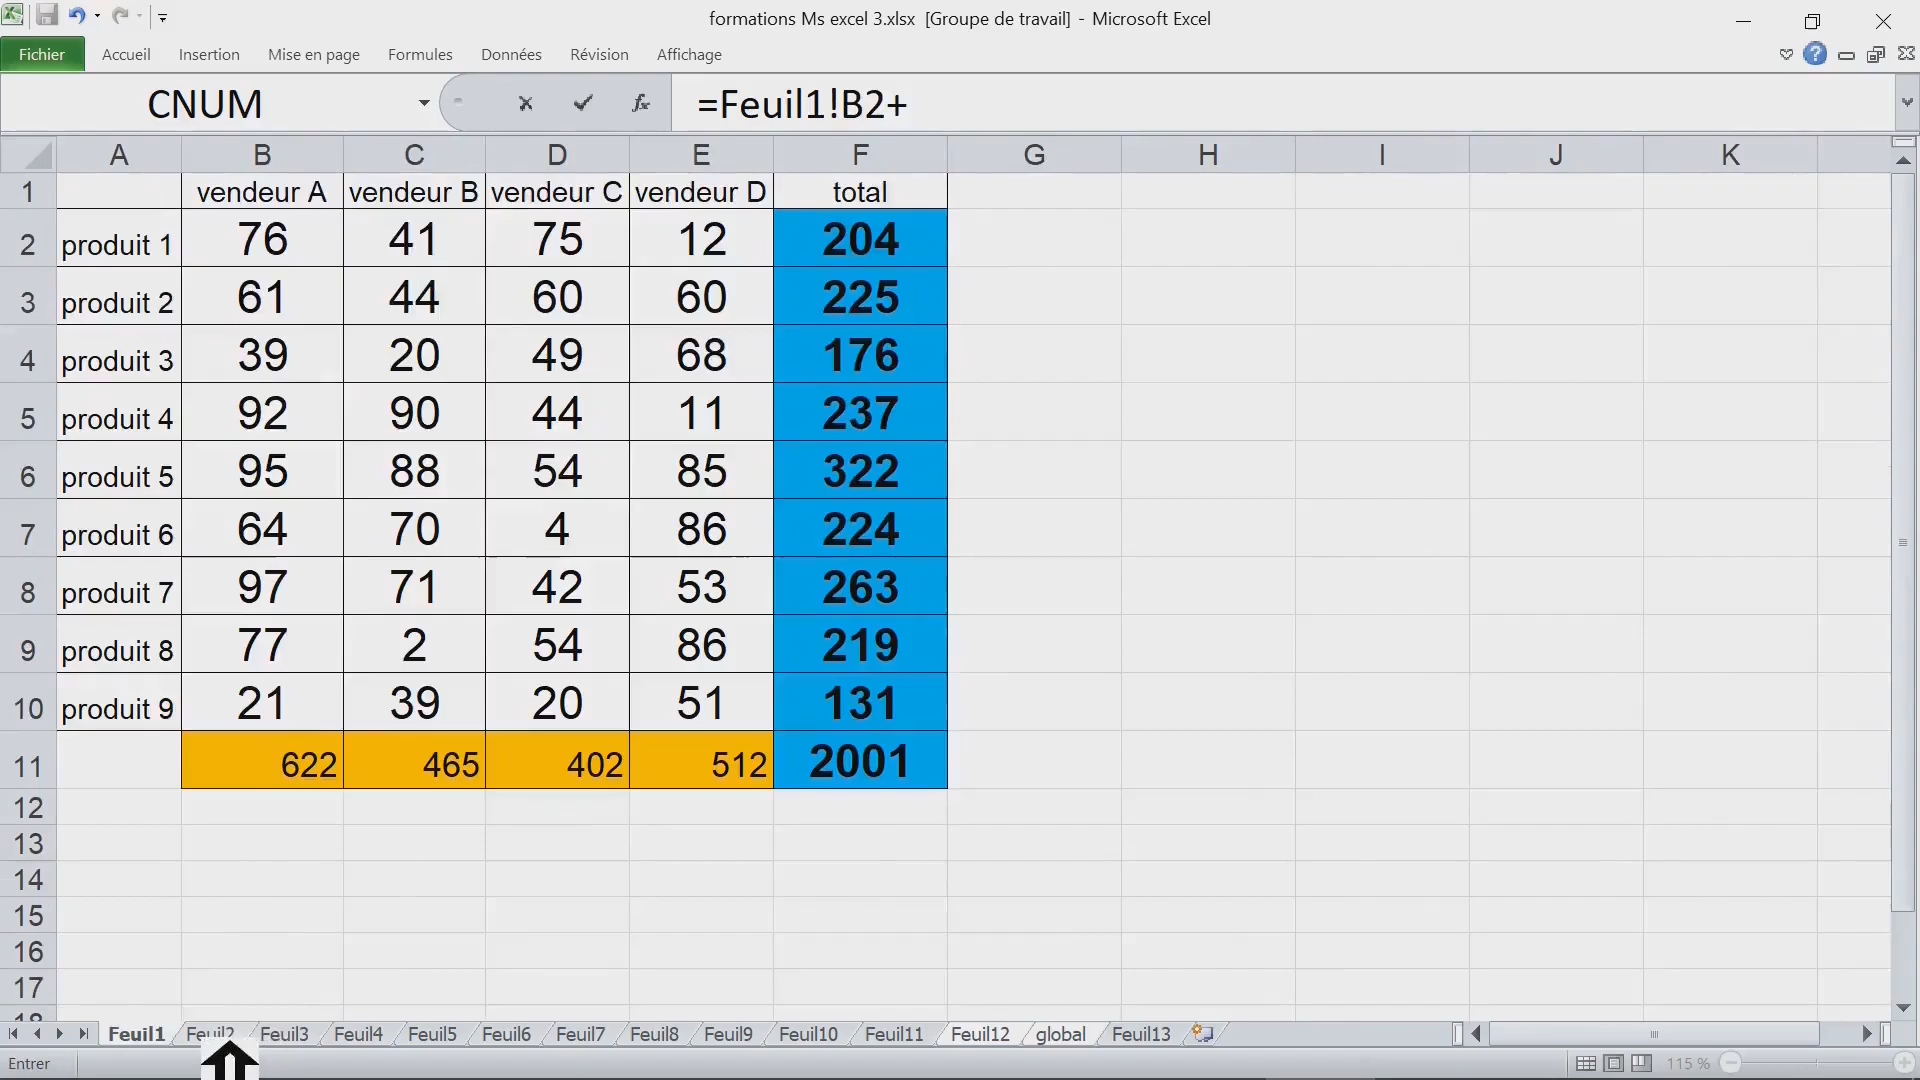 formations Ms excel 3.xlsx [Groupe de travail] - Microsoft Excel
Fichier Accueil Insertion Mise en page Formules Données Révision Affichage
CNUM =Feuil1!B2+
A B C D E F G H I J K
1 vendeur A vendeur B vendeur C vendeur D total
2 produit 1 76 41 75 12 204
3 produit 2 61 44 60 60 225
4 produit 3 39 20 49 68 176
5 produit 4 92 90 44 11 237
6 produit 5 95 88 54 85 322
7 produit 6 64 70 4 86 224
8 produit 7 97 71 42 53 263
9 produit 8 77 2 54 86 219
10 produit 9 21 39 20 51 131
11 622 465 402 512 2001
12
13
14
15
16
17
18
Feuil1 Feuil2 Feuil3 Feuil4 Feuil5 Feuil6 Feuil7 Feuil8 Feuil9 Feuil10 Feuil11 Feuil12 global Feuil13
Entrer 115 %